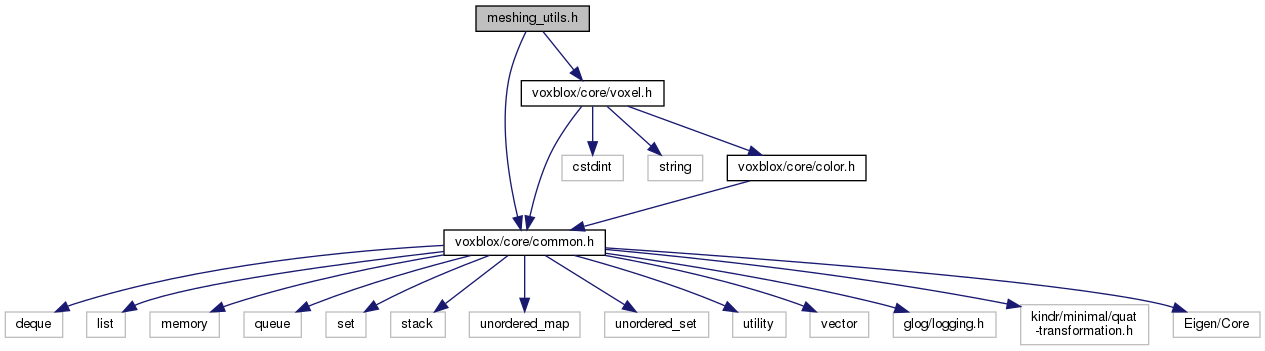 meshing_utils.h
voxblox/core/voxel.h
cstdint
string
voxblox/core/color.h
voxblox/core/common.h
deque
list
memory
queue
set
stack
unordered_map
unordered_set
utility
vector
glog/logging.h
kindr/minimal/quat
-transformation.h
Eigen/Core